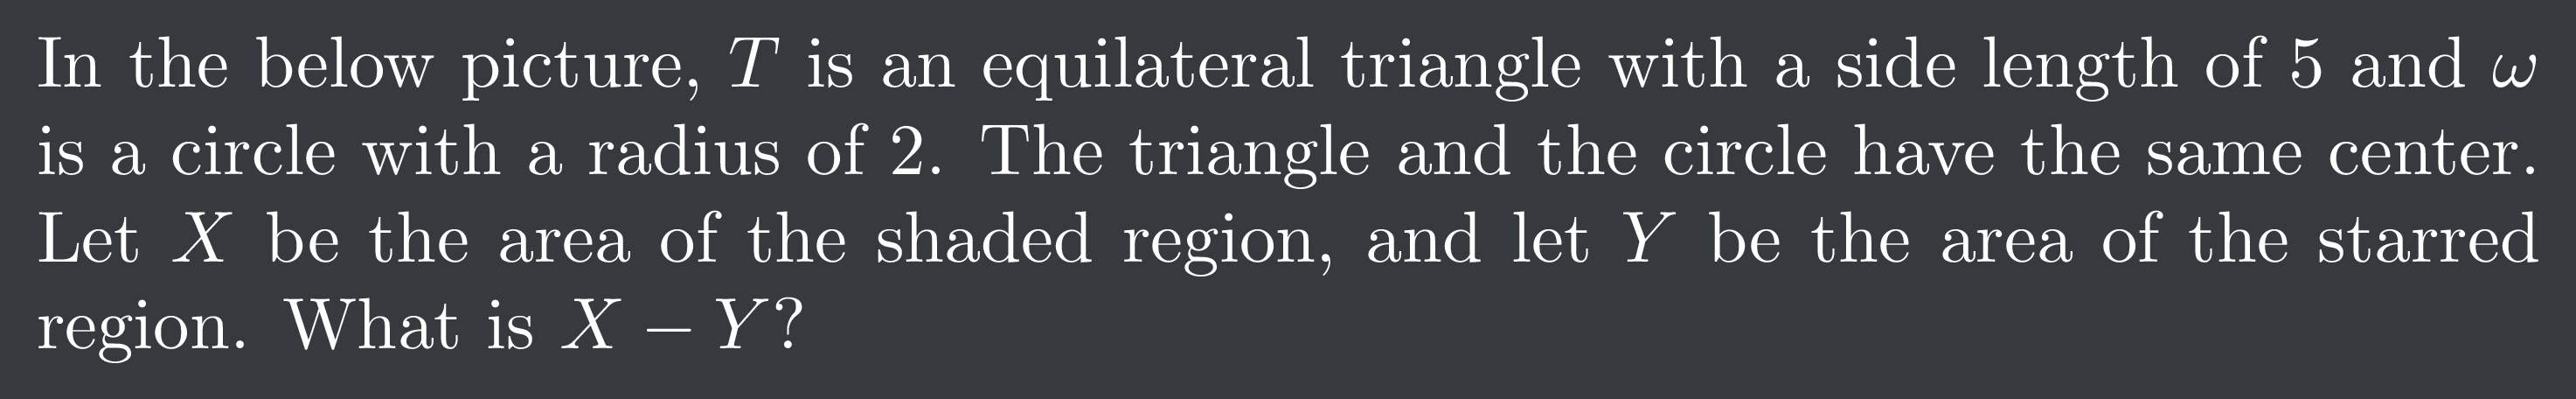 In the below picture, T is an equilateral triangle with a side length of 5 and ω
is a circle with a radius of 2. The triangle and the circle have the same center.
Let X be the area of the shaded region, and let Y be the area of the starred
region. What is X − Y?